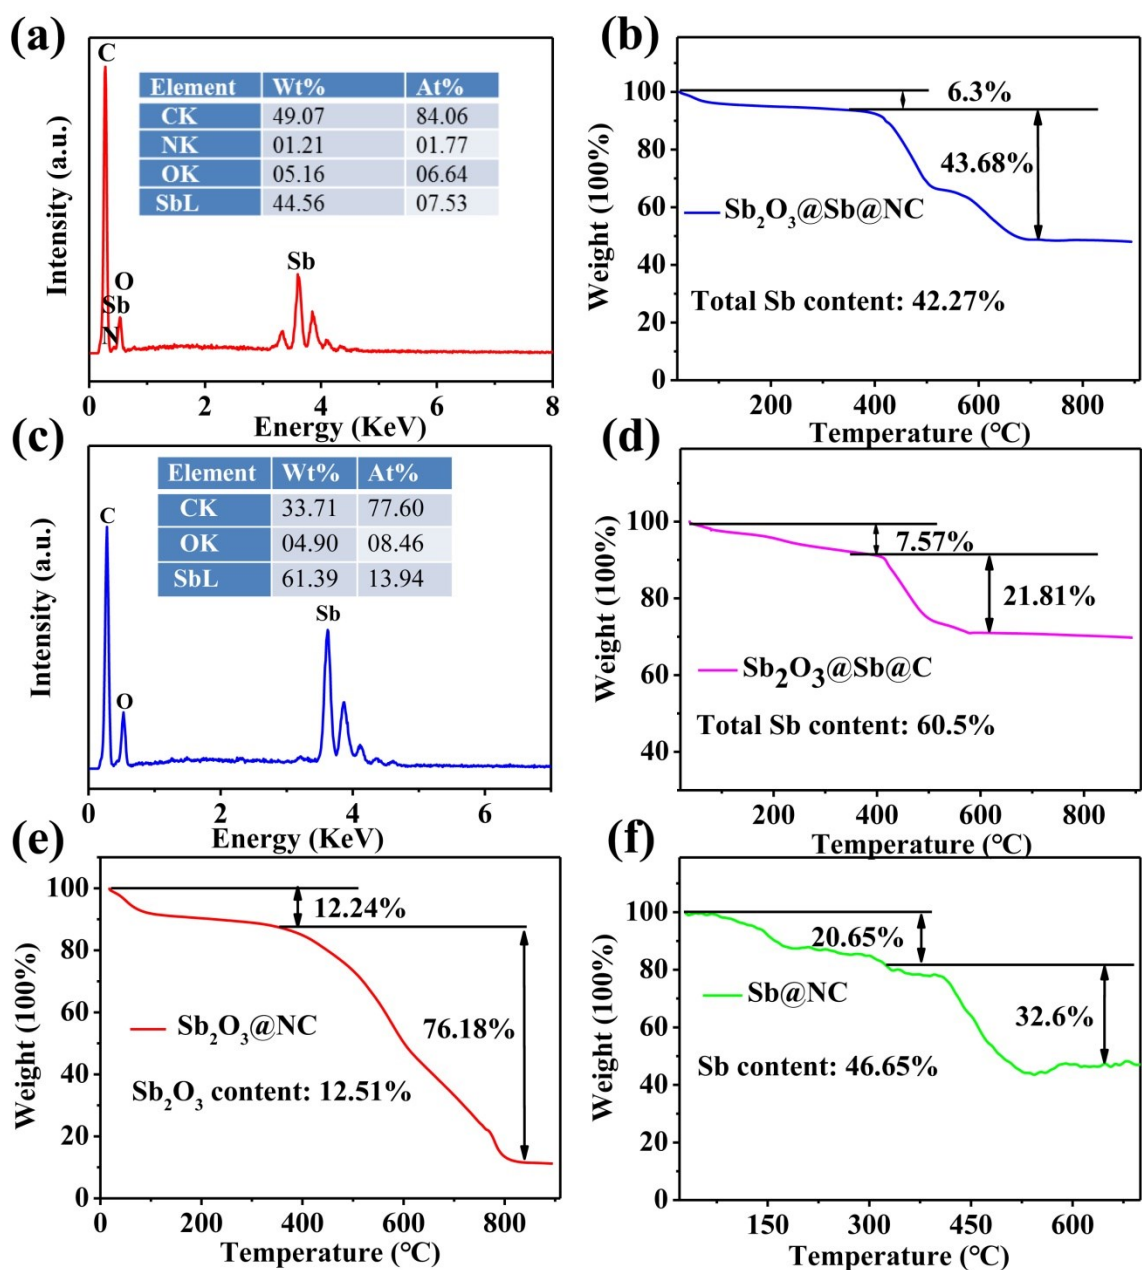 (a)
C
O
Sb
N
Sb
Element Wt% At%
CK 49.07 84.06
NK 01.21 01.77
OK 05.16 06.64
SbL 44.56 07.53
Intensity (a.u.)
0 2 4 6 8
Energy (KeV)
(b)
100
80
60
40
20
0
Weight (100%)
6.3%
43.68%
Sb₂O₃@Sb@NC
Total Sb content: 42.27%
200 400 600 800
Temperature (°C)
(c)
C
O
Sb
Element Wt% At%
CK 33.71 77.60
OK 04.90 08.46
SbL 61.39 13.94
Intensity (a.u.)
0 2 4 6
Energy (KeV)
(d)
100
80
60
40
Weight (100%)
7.57%
21.81%
Sb₂O₃@Sb@C
Total Sb content: 60.5%
200 400 600 800
Temperature (°C)
(e)
100
80
60
40
20
0
Weight (100%)
12.24%
76.18%
Sb₂O₃@NC
Sb₂O₃ content: 12.51%
0 200 400 600 800
Temperature (°C)
(f)
100
80
60
40
20
0
Weight (100%)
20.65%
32.6%
Sb@NC
Sb content: 46.65%
150 300 450 600
Temperature (°C)